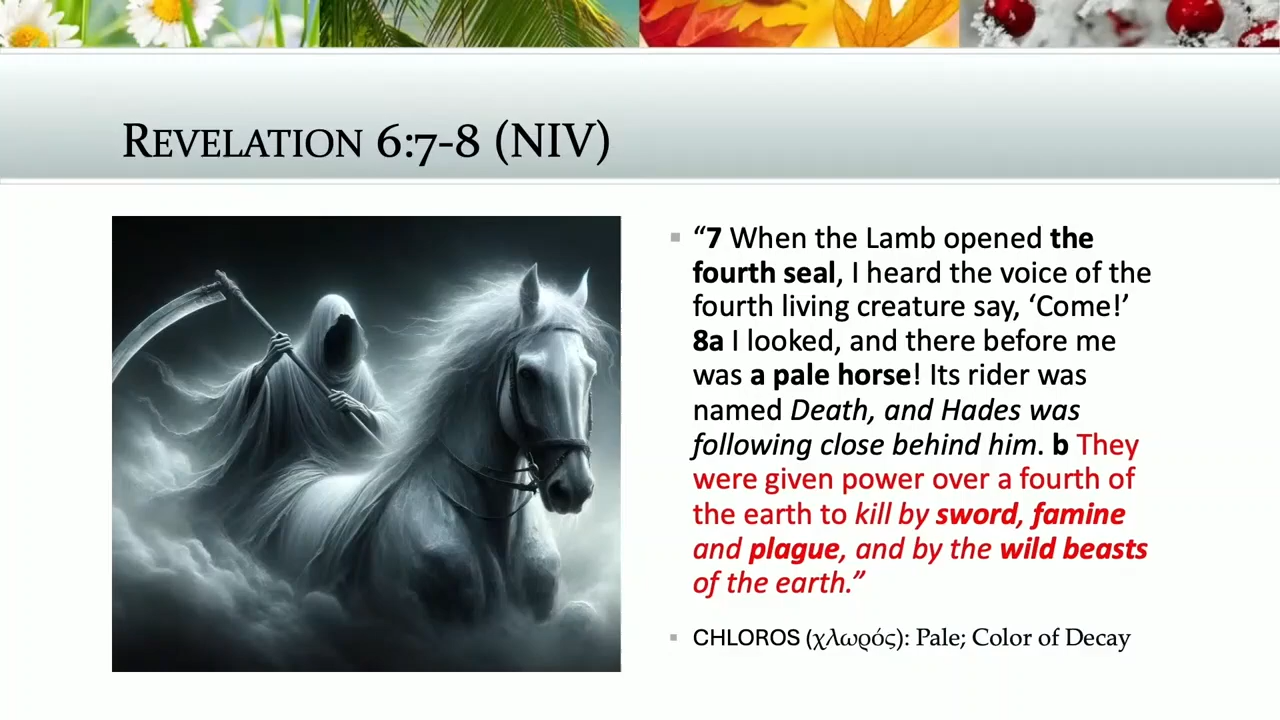 REVELATION 6:7-8 (NIV)
“7 When the Lamb opened the
fourth seal, I heard the voice of the
fourth living creature say, ‘Come!’
8a I looked, and there before me
was a pale horse! Its rider was
named Death, and Hades was
following close behind him. b They
were given power over a fourth of
the earth to kill by sword, famine
and plague, and by the wild beasts
of the earth.”
CHLOROS (χλωρός): Pale; Color of Decay